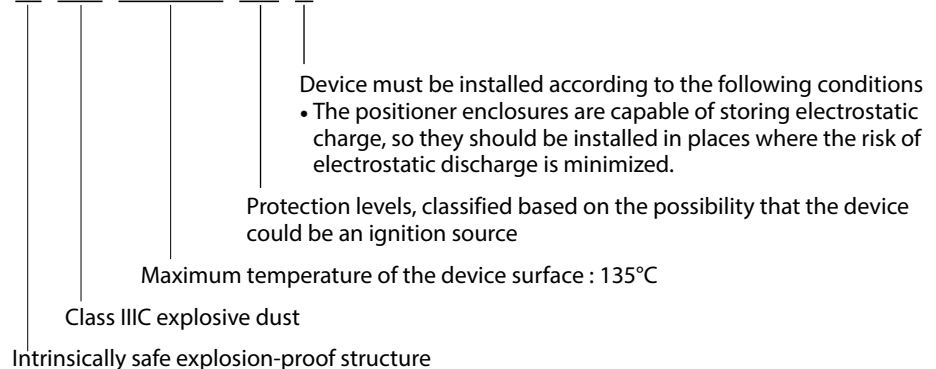 Device must be installed according to the following conditions
• The positioner enclosures are capable of storing electrostatic
charge, so they should be installed in places where the risk of
electrostatic discharge is minimized.
Protection levels, classified based on the possibility that the device
could be an ignition source
Maximum temperature of the device surface : 135°C
Class IIIC explosive dust
Intrinsically safe explosion-proof structure